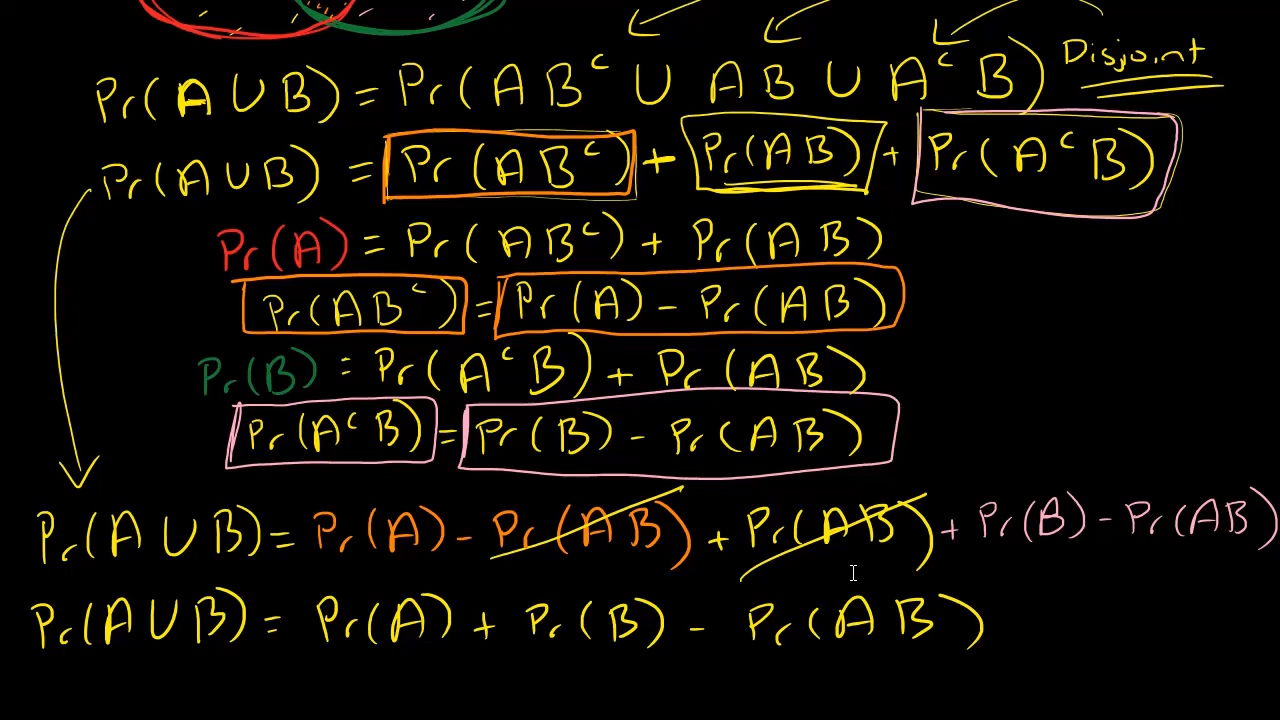 Pr(A ∪ B) = Pr(ABᶜ ∪ AB ∪ AᶜB) Disjoint
Pr(A ∪ B) = Pr(ABᶜ) + Pr(AB) + Pr(AᶜB)
Pr(A) = Pr(ABᶜ) + Pr(AB)
Pr(ABᶜ) = Pr(A) - Pr(AB)
Pr(B) = Pr(AᶜB) + Pr(AB)
Pr(AᶜB) = Pr(B) - Pr(AB)
Pr(A ∪ B) = Pr(A) - Pr(AB) + Pr(AB) + Pr(B) - Pr(AB)
Pr(A ∪ B) = Pr(A) + Pr(B) - Pr(AB)